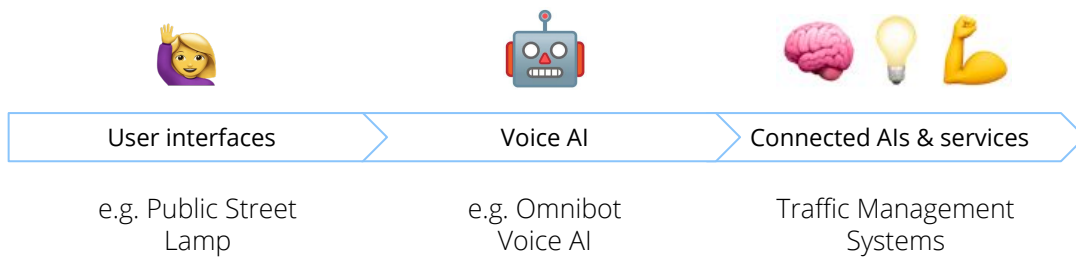 User interfaces
Voice AI
Connected AIs & services
e.g. Public Street
Lamp
e.g. Omnibot
Voice AI
Traffic Management
Systems